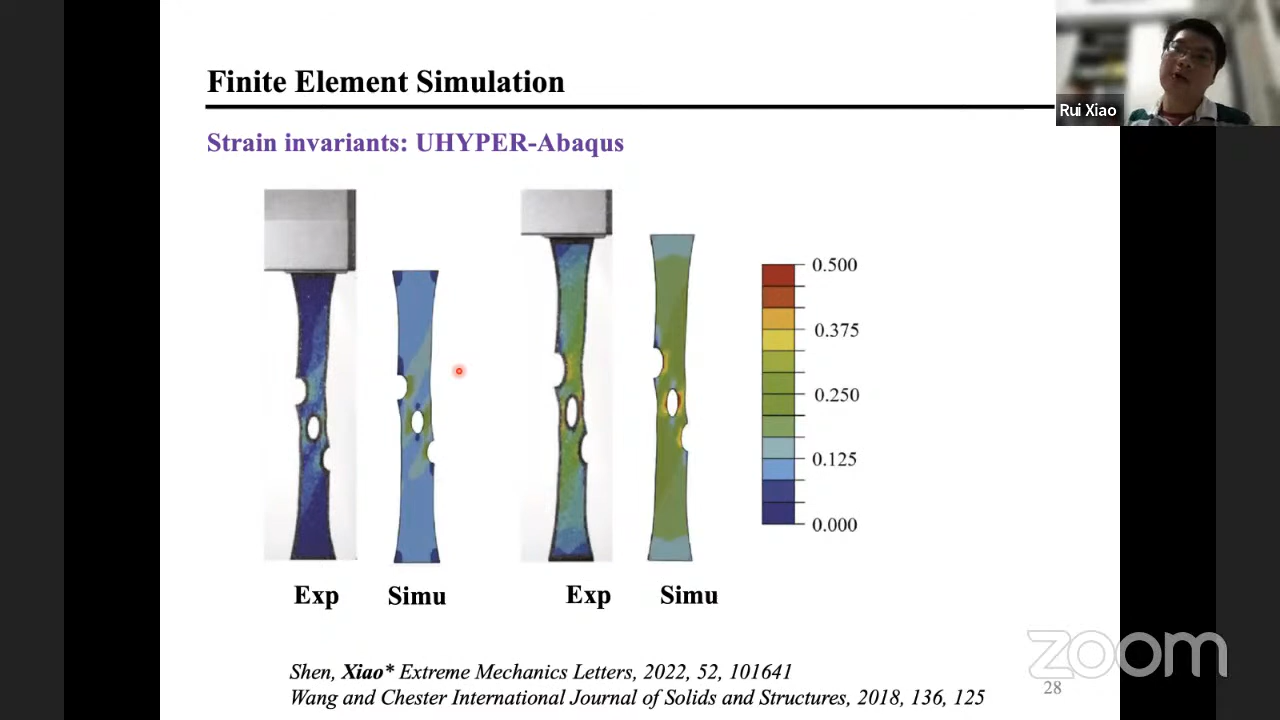 Finite Element Simulation
Rui Xiao
Strain invariants: UHYPER-Abaqus
0.500
0.375
0.250
0.125
0.000
Exp Simu Exp Simu
Shen, Xiao* Extreme Mechanics Letters, 2022, 52, 101641
Wang and Chester International Journal of Solids and Structures, 2018, 136, 125
zoom
28